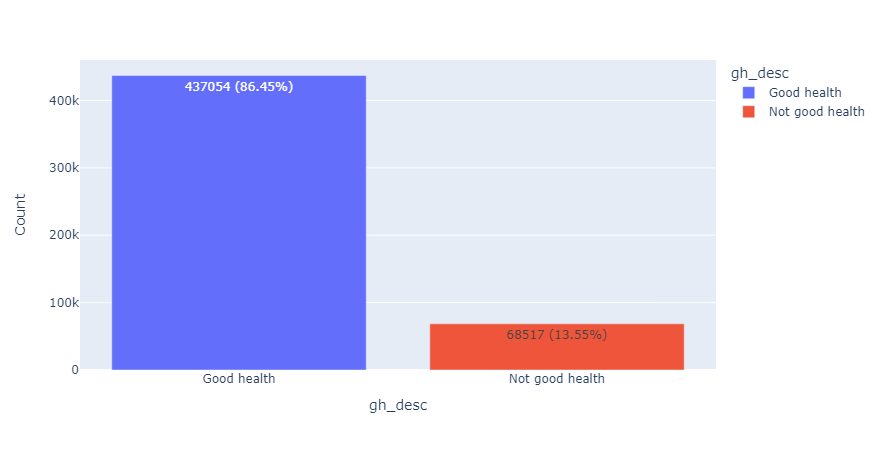 gh_desc
Good health
Not good health
437054 (86.45%)
68517 (13.55%)
400k
300k
200k
100k
0
Count
Good health
Not good health
gh_desc